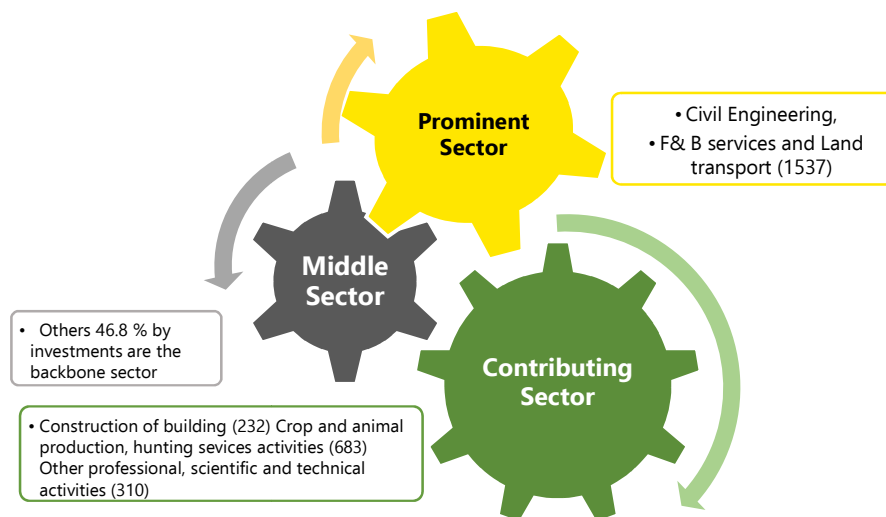 Prominent
Sector
• Civil Engineering,
• F& B services and Land
transport (1537)
Middle
Sector
• Others 46.8 % by
investments are the
backbone sector
Contributing
Sector
• Construction of building (232) Crop and animal
production, hunting sevices activities (683)
Other professional, scientific and technical
activities (310)